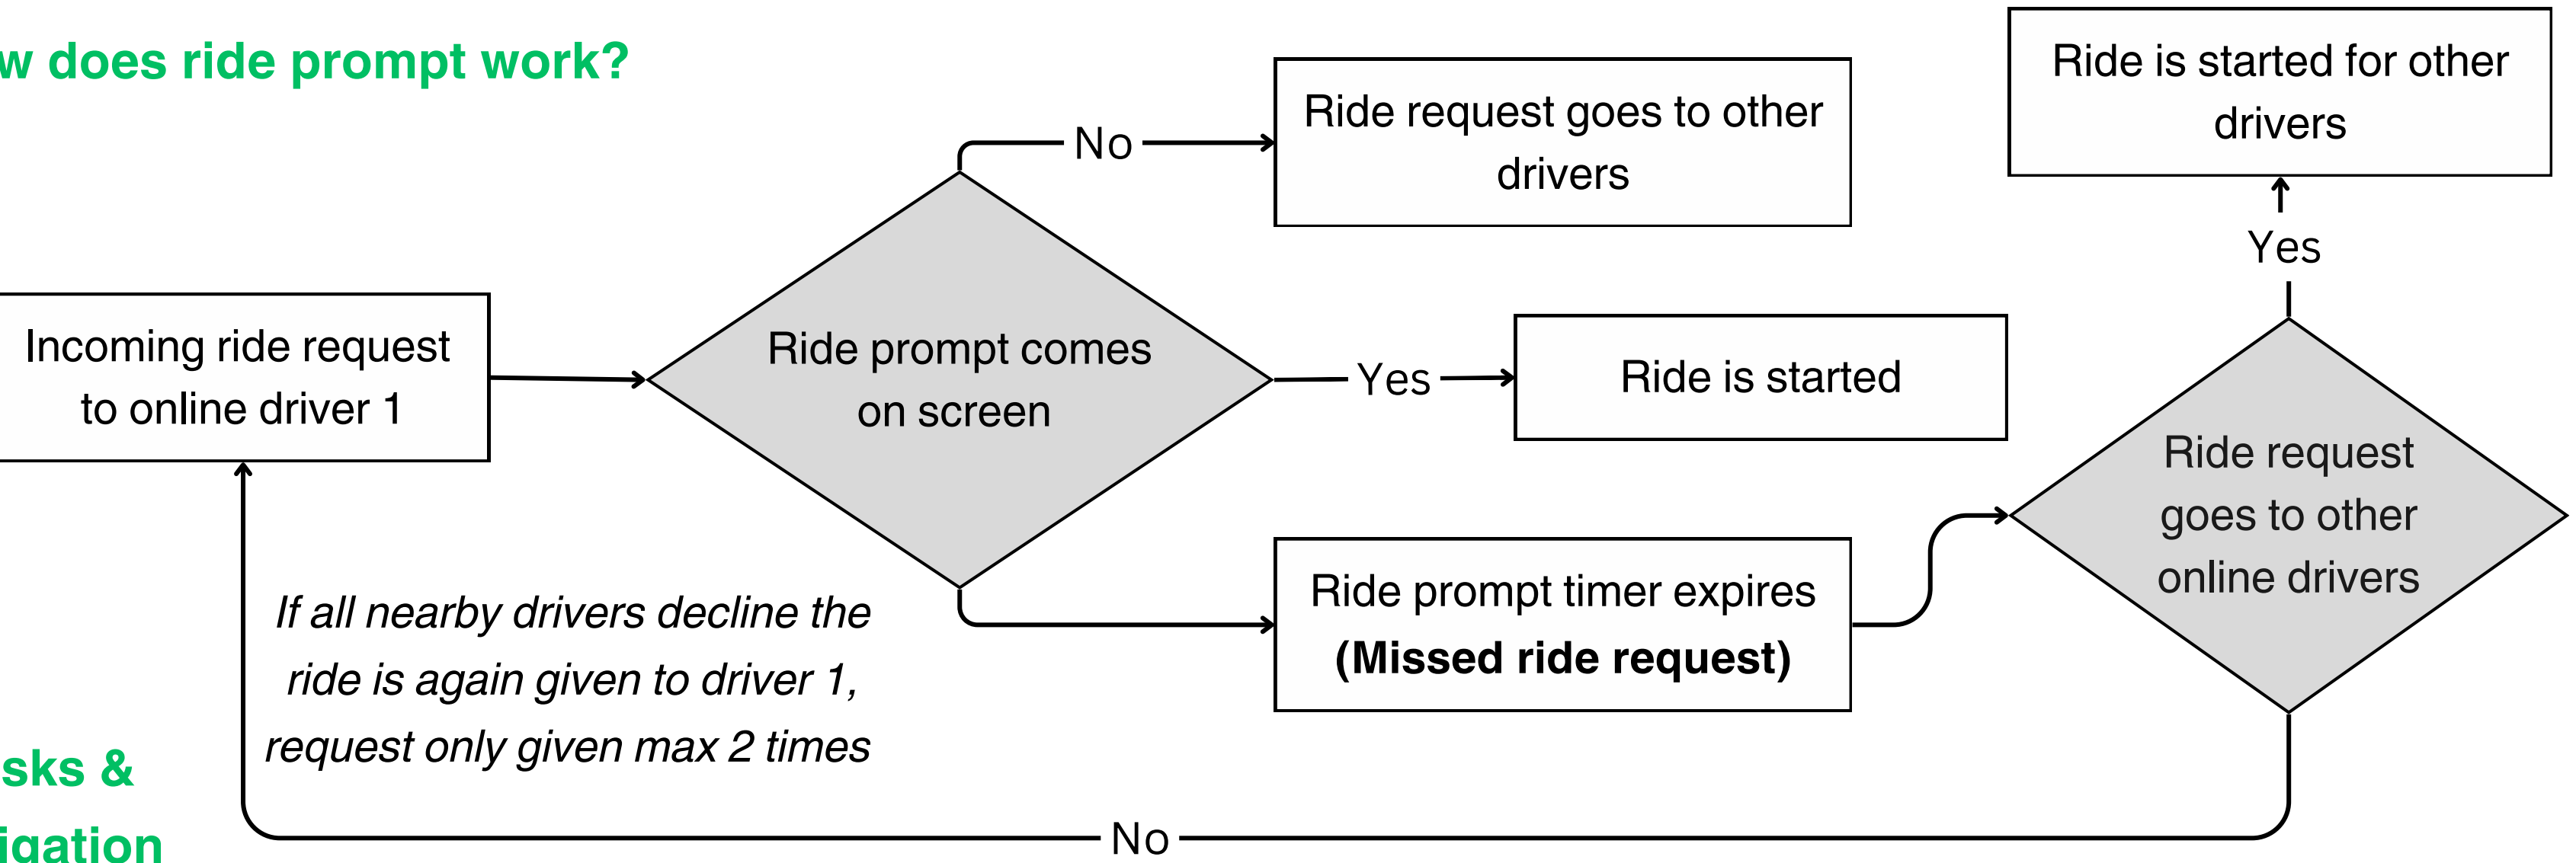 w does ride prompt work?
Ride is started for other
drivers
Ride request goes to other
drivers
No
Yes
Incoming ride request
to online driver 1
Ride prompt comes
on screen
Yes
Ride is started
Ride request
goes to other
online drivers
Ride prompt timer expires
(Missed ride request)
If all nearby drivers decline the
ride is again given to driver 1,
request only given max 2 times
sks &
igation
No